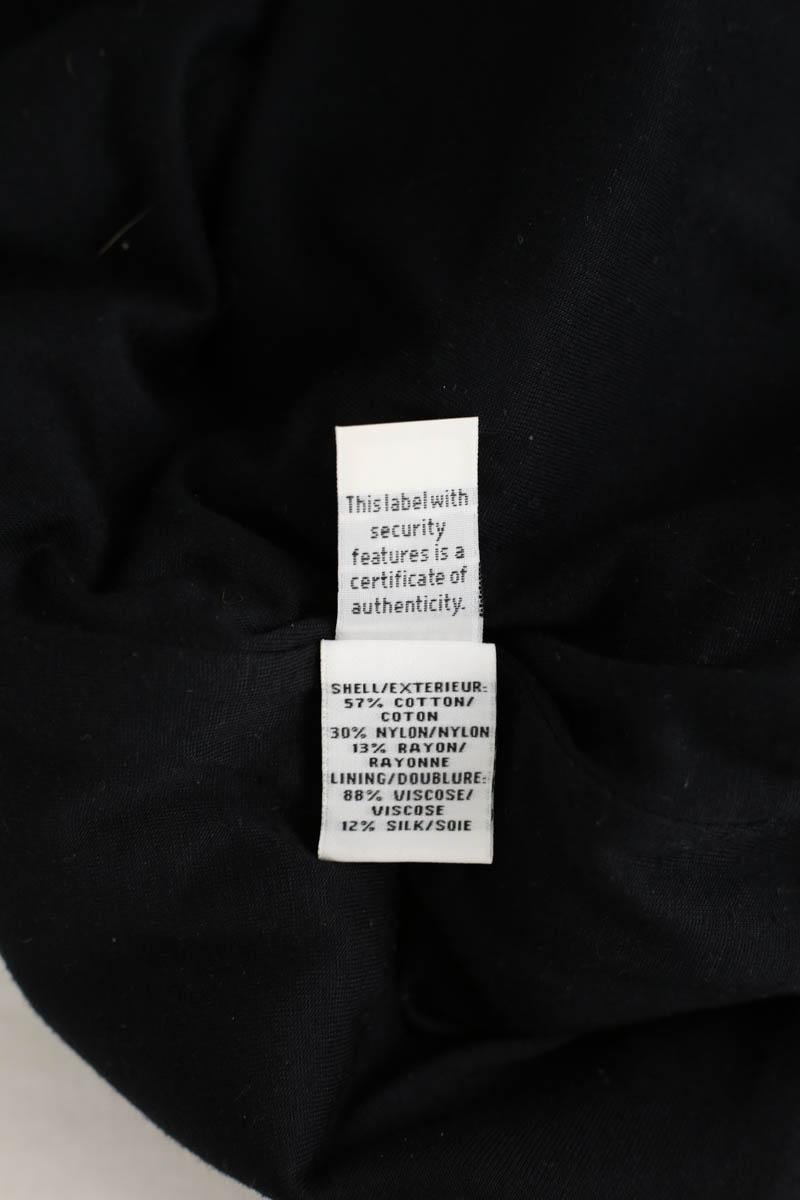 This label with
security
features is a
certificate of
authenticity.
SHELL/EXTERIEUR:
57% COTTON/
COTON
30% NYLON/NYLON
13% RAYON/
RAYONNE
LINING/DOUBLURE:
88% VISCOSE/
VISCOSE
12% SILK/SOIE